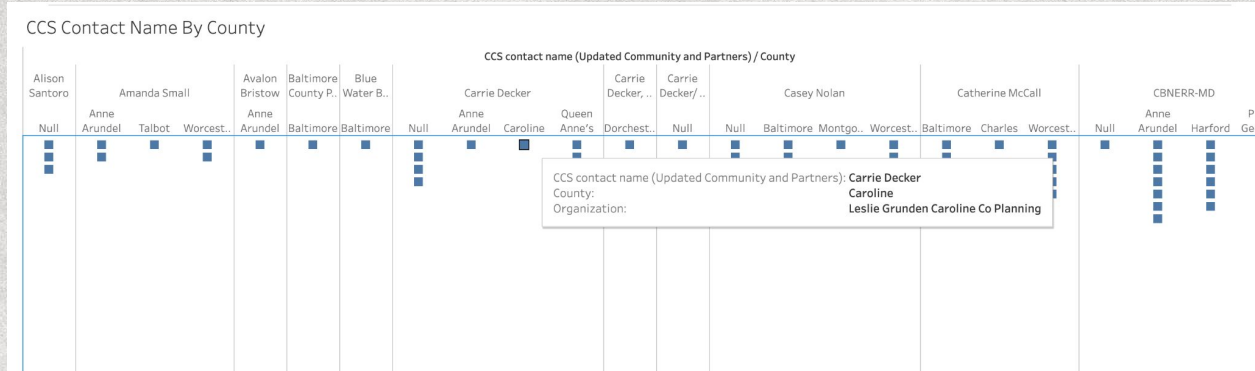 CCS Contact Name By County
CCS contact name (Updated Community and Partners) / County
Alison Santoro
Amanda Small
Avalon Bristow
Baltimore County P..
Blue Water B..
Carrie Decker
Carrie Decker, ..
Carrie Decker/ ..
Casey Nolan
Catherine McCall
CBNERR-MD
Null
Anne Arundel
Talbot
Worcest..
Anne Arundel
Baltimore
Baltimore
Null
Anne Arundel
Caroline
Queen Anne's
Dorchest..
Null
Null
Baltimore
Montgo..
Worcest..
Baltimore
Charles
Worcest..
Null
Anne Arundel
Harford
CCS contact name (Updated Community and Partners): Carrie Decker
County: Caroline
Organization: Leslie Grunden Caroline Co Planning